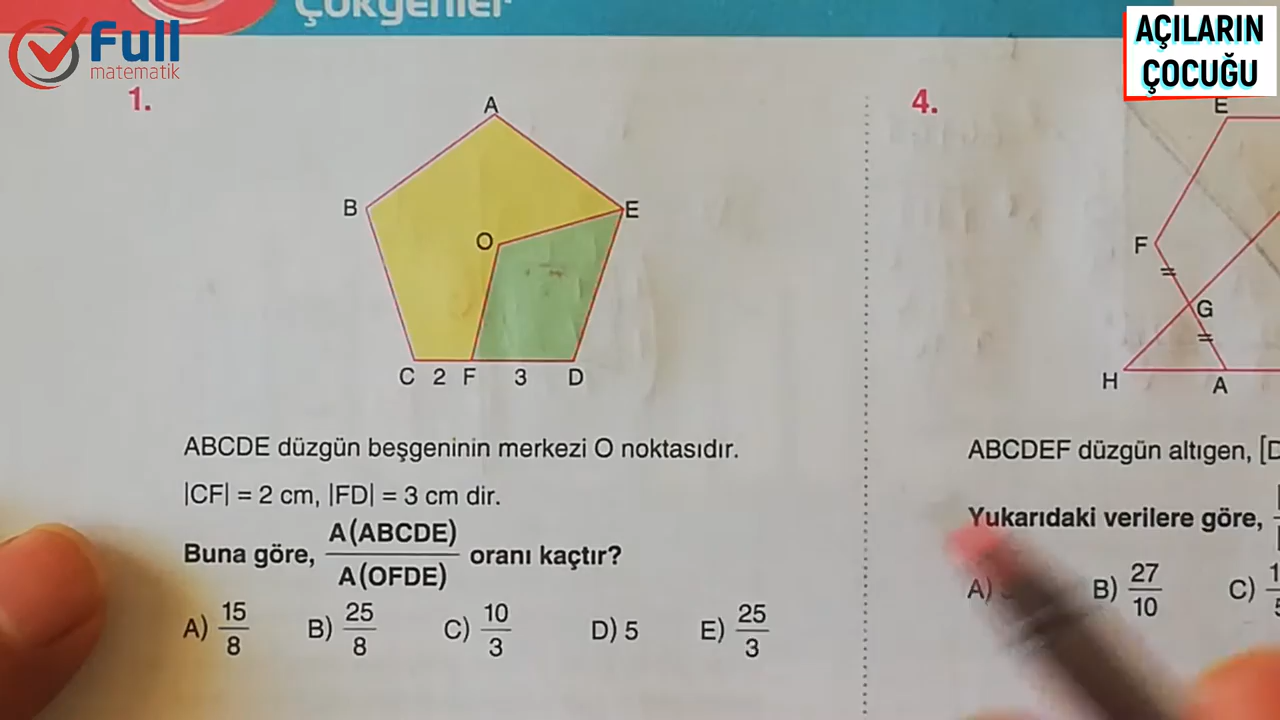 Çokgenler
Full
matematik
AÇILARIN
ÇOCUĞU
1.
A
B
E
O
C 2 F 3 D
ABCDE düzgün beşgeninin merkezi O noktasıdır.
|CF| = 2 cm, |FD| = 3 cm dir.
Buna göre, A(ABCDE) / A(OFDE) oranı kaçtır?
A) 15/8 B) 25/8 C) 10/3 D) 5 E) 25/3
4.
E
F
G
H
A
ABCDEF düzgün altıgen, [D
Yukarıdaki verilere göre,
A) B) 27/10 C)